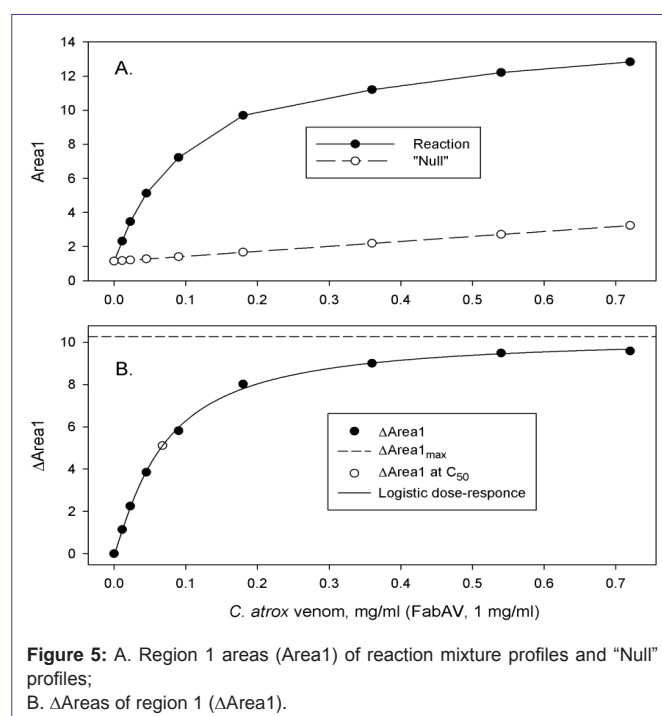 14
12
10
8
6
4
2
0
Area1
A.
Reaction
"Null"
0.0 0.1 0.2 0.3 0.4 0.5 0.6 0.7
10
8
6
4
2
0
ΔArea1
B.
ΔArea1
ΔArea1max
ΔArea1 at C50
Logistic dose-responce
0.0 0.1 0.2 0.3 0.4 0.5 0.6 0.7
C. atrox venom, mg/ml (FabAV, 1 mg/ml)
Figure 5: A. Region 1 areas (Area1) of reaction mixture profiles and “Null”
profiles;
B. ΔAreas of region 1 (ΔArea1).